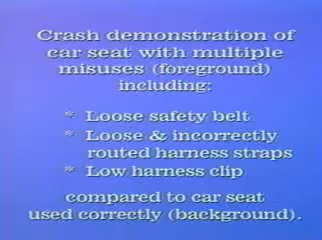 Crash demonstration of
car seat with multiple
misuses (foreground)
including:
* Loose safety belt
* Loose & incorrectly
routed harness straps
* Low harness clip
compared to car seat
used correctly (background).